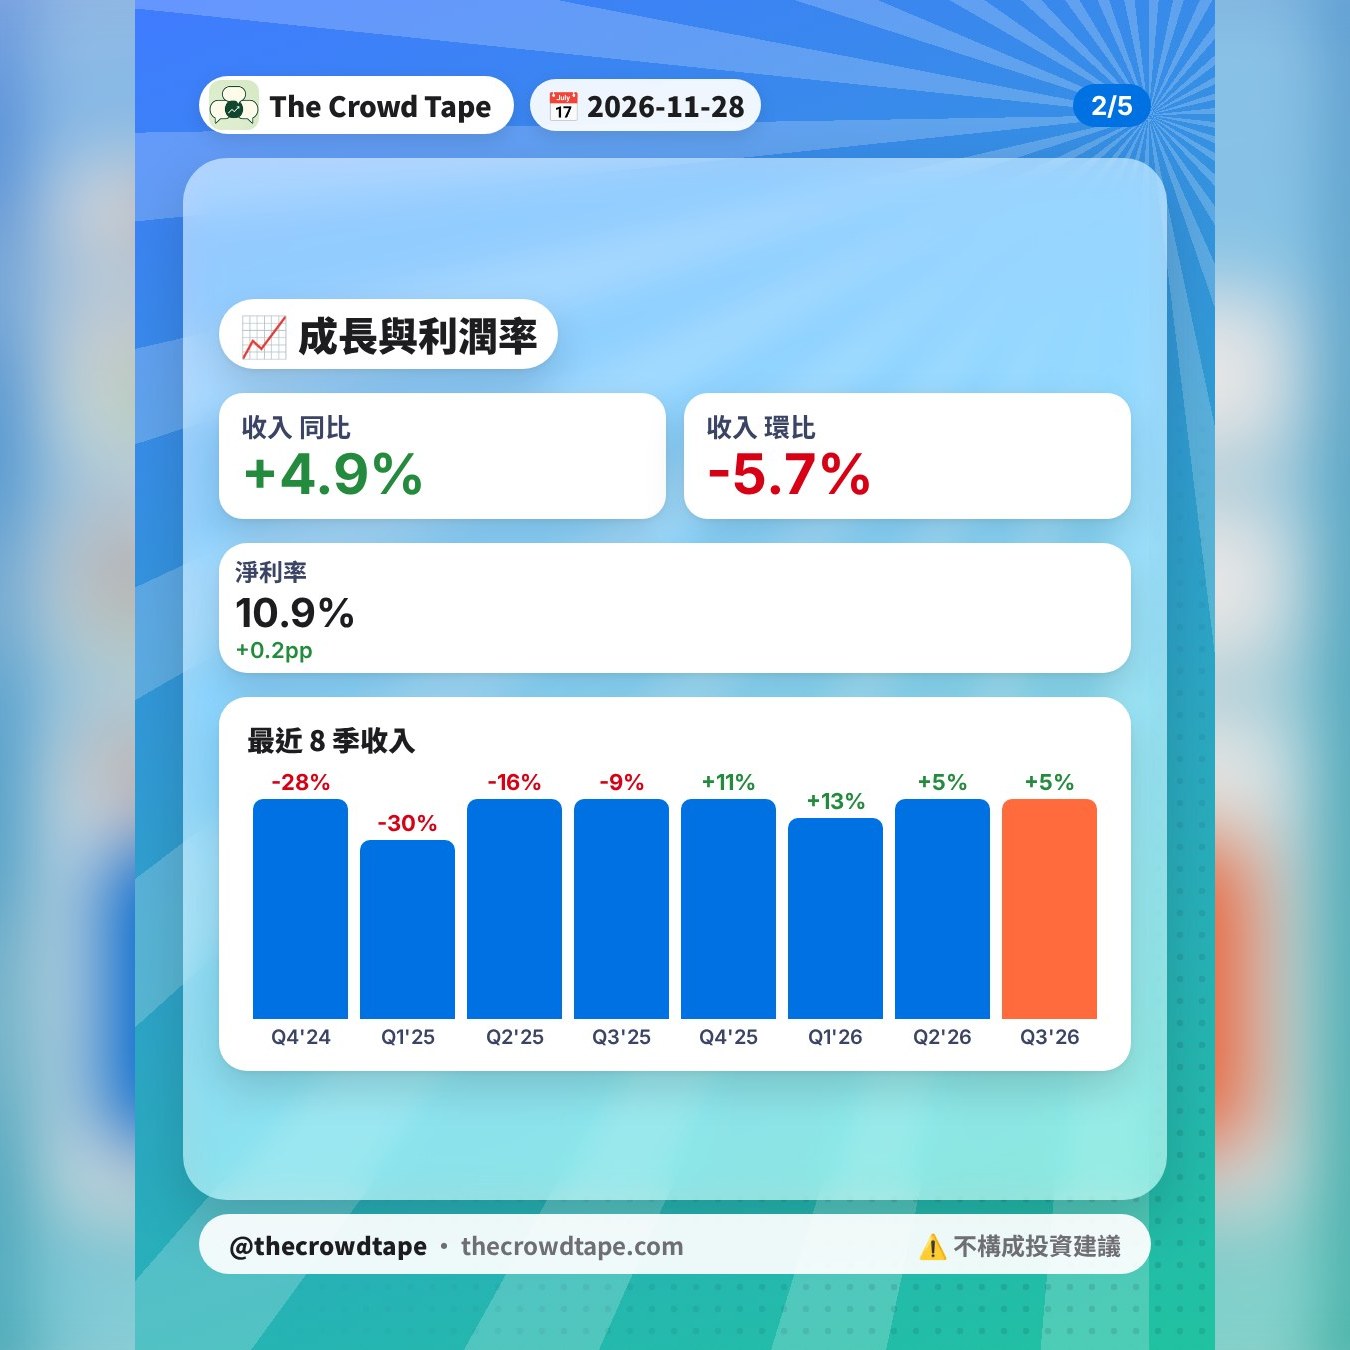 The Crowd Tape
July 17 2026-11-28
2/5
成長與利潤率
收入 同比
+4.9%
收入 環比
-5.7%
淨利率
10.9%
+0.2pp
最近 8 季收入
-28% -30% -16% -9% +11% +13% +5% +5%
Q4'24 Q1'25 Q2'25 Q3'25 Q4'25 Q1'26 Q2'26 Q3'26
@thecrowdtape • thecrowdtape.com
不構成投資建議